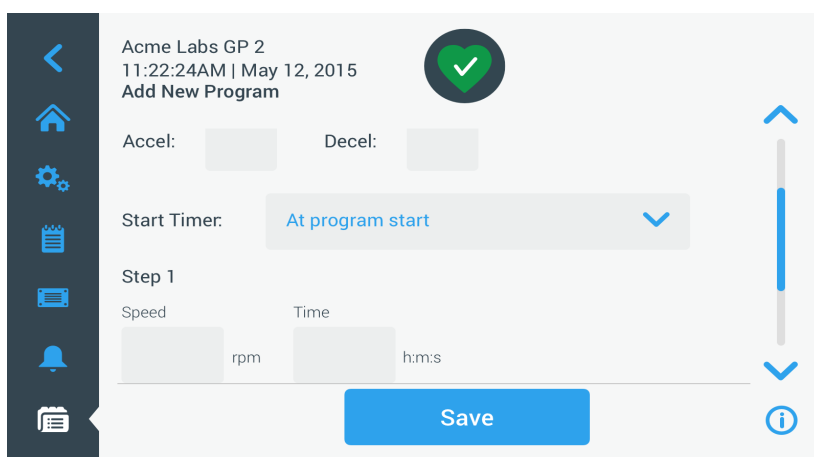 Acme Labs GP 2
11:22:24AM | May 12, 2015
Add New Program
Accel: Decel:
Start Timer: At program start
Step 1
Speed Time
rpm h:m:s
Save